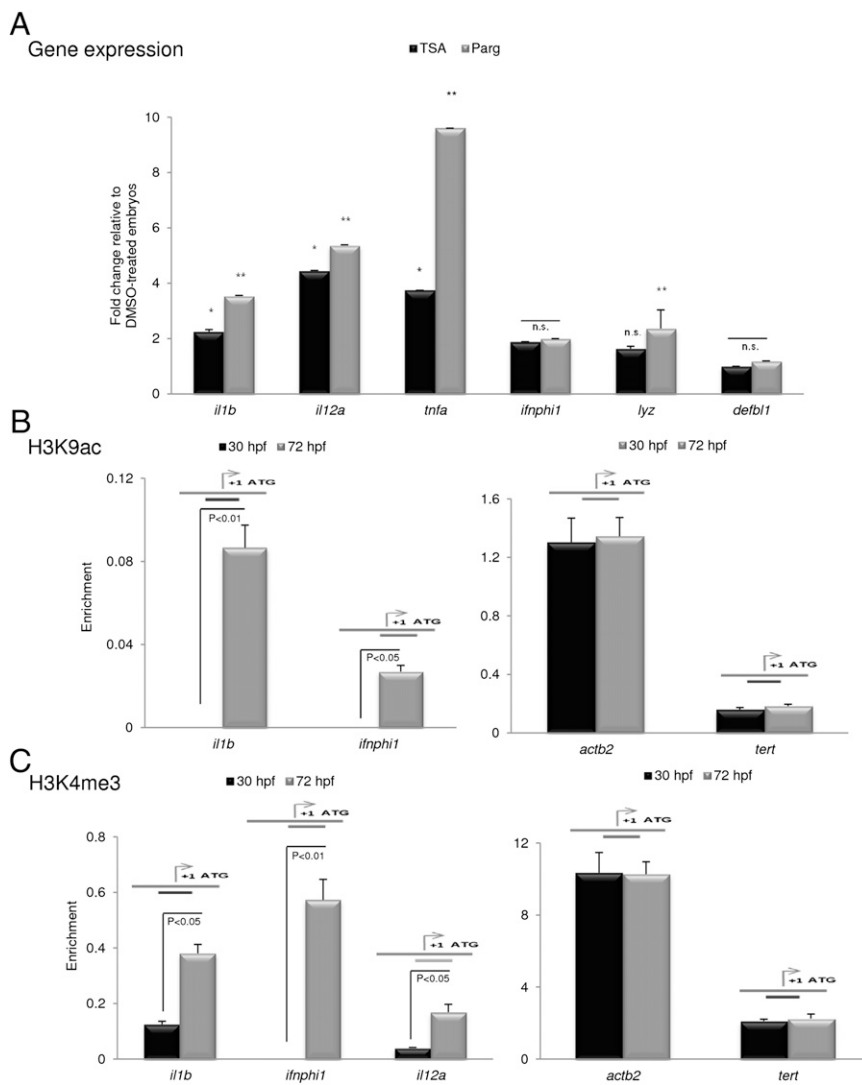 A
Gene expression
TSA Parg
Fold change relative to
DMSO-treated embryos
10
8
6
4
2
0
* ** * ** * ** n.s. n.s. ** n.s.
il1b il12a tnfa ifnphi1 lyz defbl1
B
H3K9ac
30 hpf 72 hpf
Enrichment
0.12
0.08
0.04
0
+1 ATG
P<0.01
+1 ATG
P<0.05
il1b ifnphi1
30 hpf 72 hpf
1.6
1.2
0.8
0.4
0
+1 ATG
+1 ATG
actb2 tert
C
H3K4me3
30 hpf 72 hpf
Enrichment
0.8
0.6
0.4
0.2
0
+1 ATG
P<0.05
+1 ATG
P<0.01
+1 ATG
P<0.05
il1b ifnphi1 il12a
30 hpf 72 hpf
12
8
4
0
+1 ATG
+1 ATG
actb2 tert